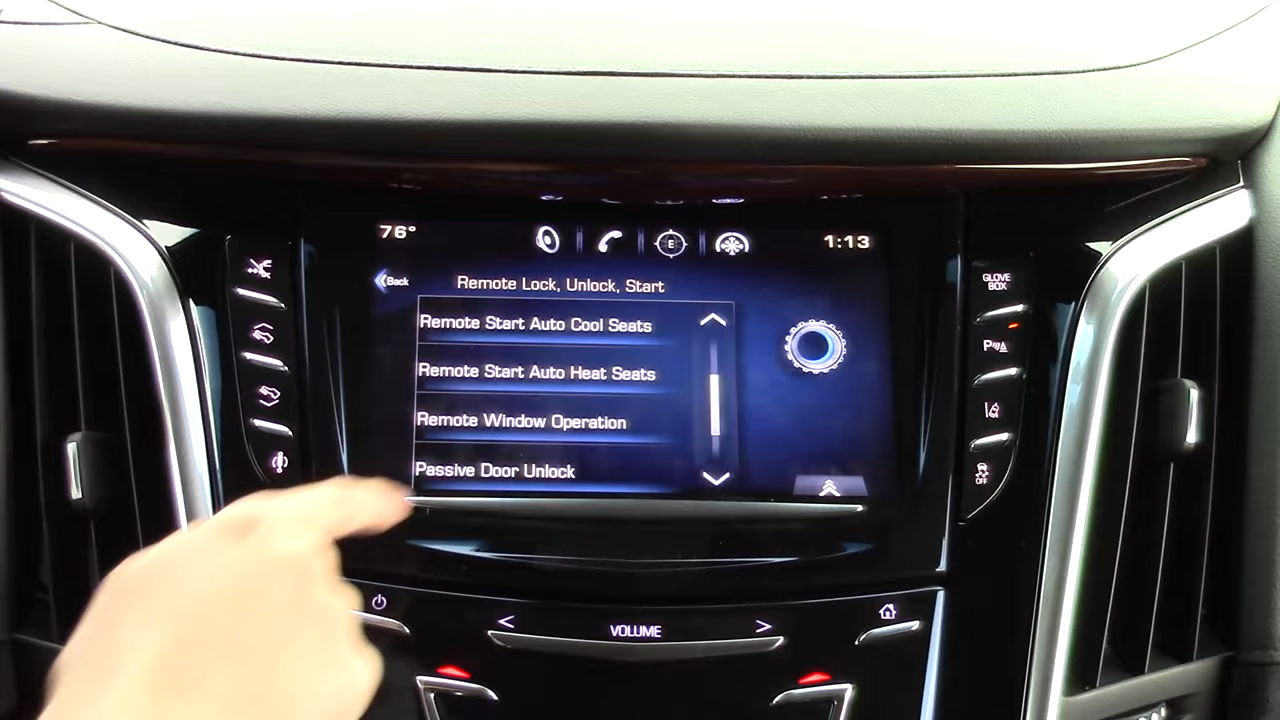 76°
E
1:13
Back
Remote Lock, Unlock, Start
Remote Start Auto Cool Seats
Remote Start Auto Heat Seats
Remote Window Operation
Passive Door Unlock
GLOVE
BOX
P
OFF
< VOLUME >